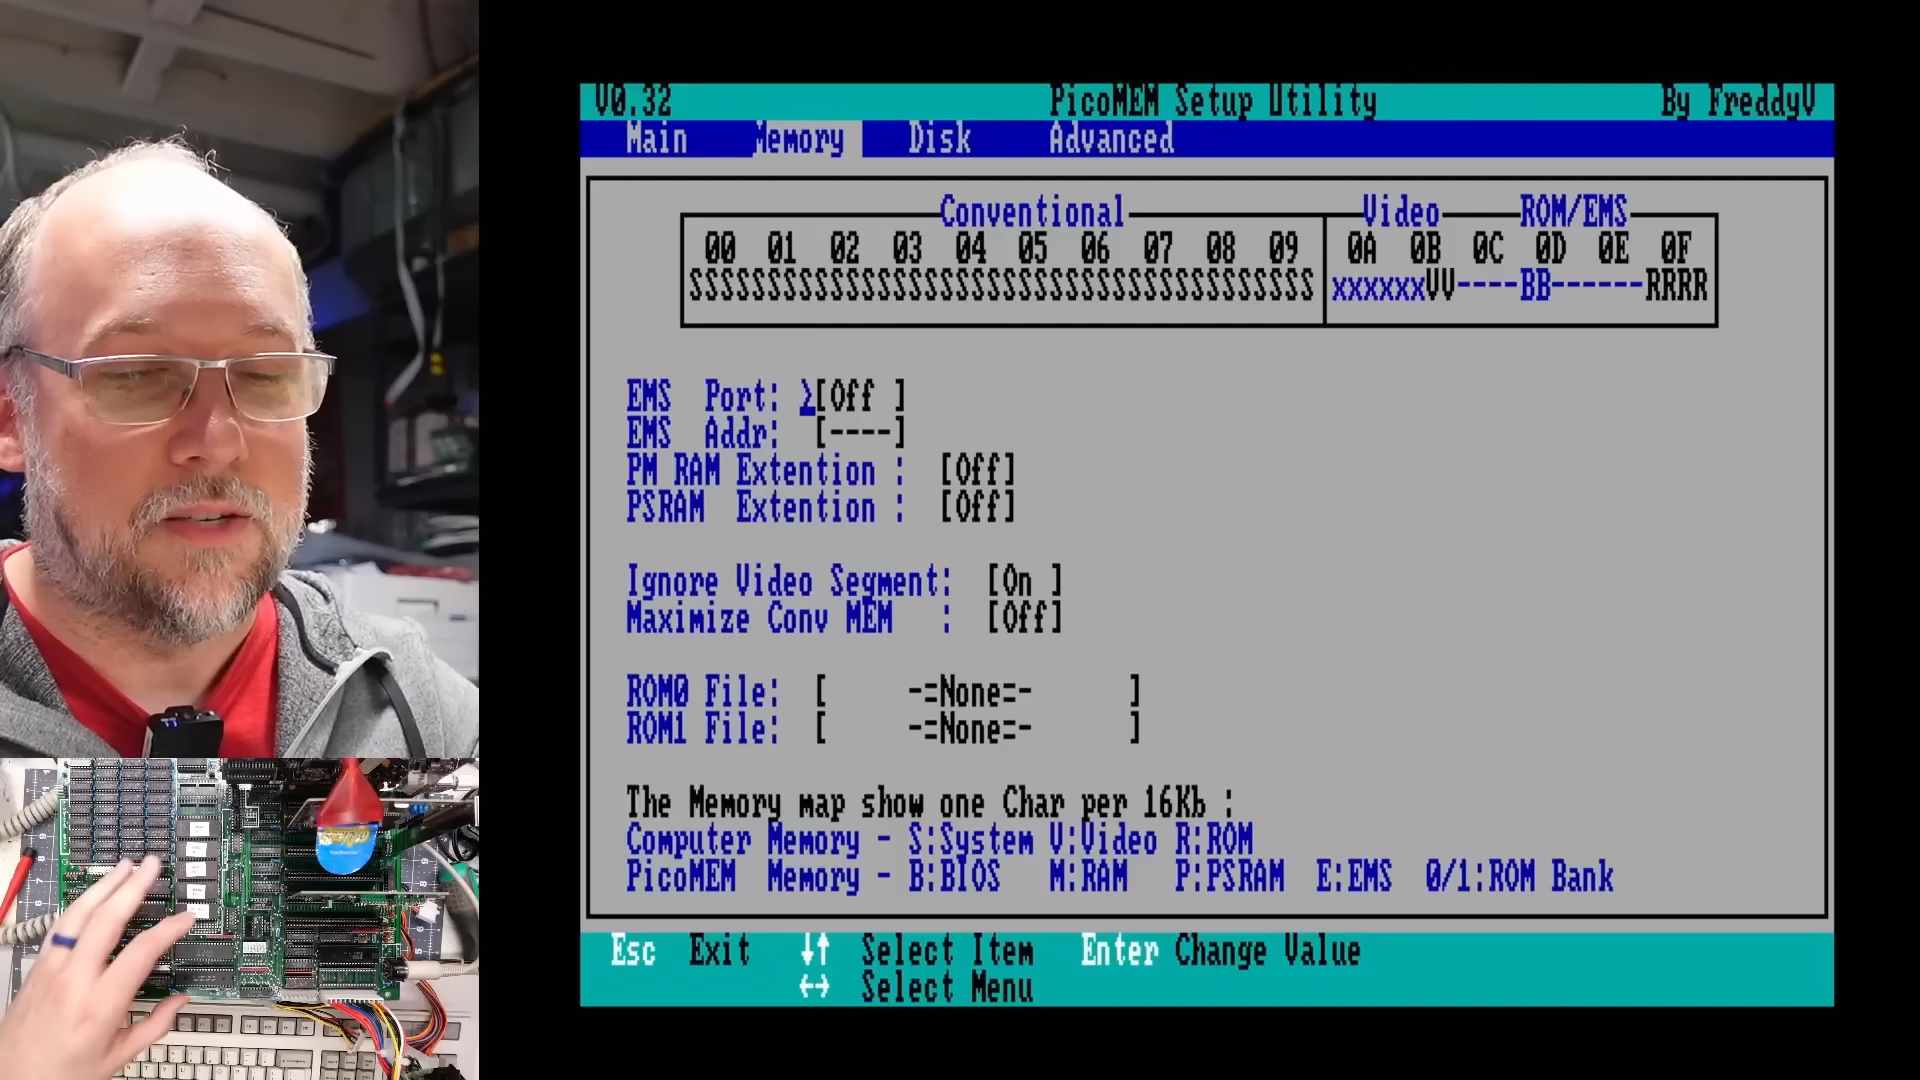 V0.32 PicoMEM Setup Utility By FreddyV
Main Memory Disk Advanced
Conventional Video ROM/EMS
00 01 02 03 04 05 06 07 08 09 0A 0B 0C 0D 0E 0F
SSSSSSSSSSSSSSSSSSSSSSSSSSSSSSSSSSSSSSSS xxxxxxVV----BB------RRRR
EMS Port: >[Off ]
EMS Addr: [----]
PM RAM Extention : [Off]
PSRAM Extention : [Off]
Ignore Video Segment: [On ]
Maximize Conv MEM : [Off]
ROM0 File: [ -=None=- ]
ROM1 File: [ -=None=- ]
The Memory map show one Char per 16Kb :
Computer Memory - S:System V:Video R:ROM
PicoMEM Memory - B:BIOS M:RAM P:PSRAM E:EMS 0/1:ROM Bank
Esc Exit ↓↑ Select Item Enter Change Value
↔ Select Menu